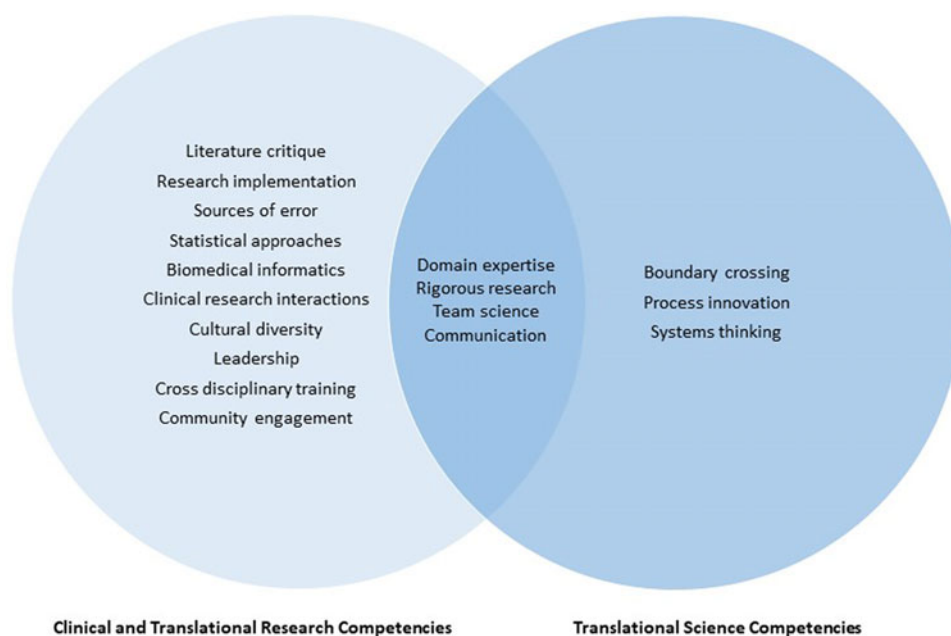 Literature critique
Research implementation
Sources of error
Statistical approaches
Biomedical informatics
Clinical research interactions
Cultural diversity
Leadership
Cross disciplinary training
Community engagement
Domain expertise
Rigorous research
Team science
Communication
Boundary crossing
Process innovation
Systems thinking
Clinical and Translational Research Competencies
Translational Science Competencies